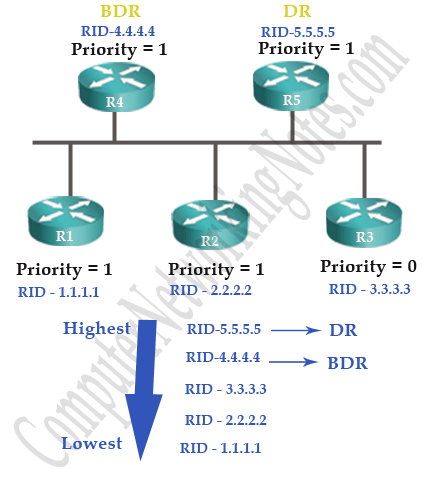 BDR
DR
RID-4.4.4.4
RID-5.5.5.5
Priority = 1
Priority = 1
R4
R5
R1
R2
R3
Priority = 1
Priority = 1
Priority = 0
RID - 1.1.1.1
RID - 2.2.2.2
RID - 3.3.3.3
Highest
RID-5.5.5.5
DR
RID-4.4.4.4
BDR
RID - 3.3.3.3
RID - 2.2.2.2
Lowest
RID - 1.1.1.1
ComputerNetworkingNotes.com